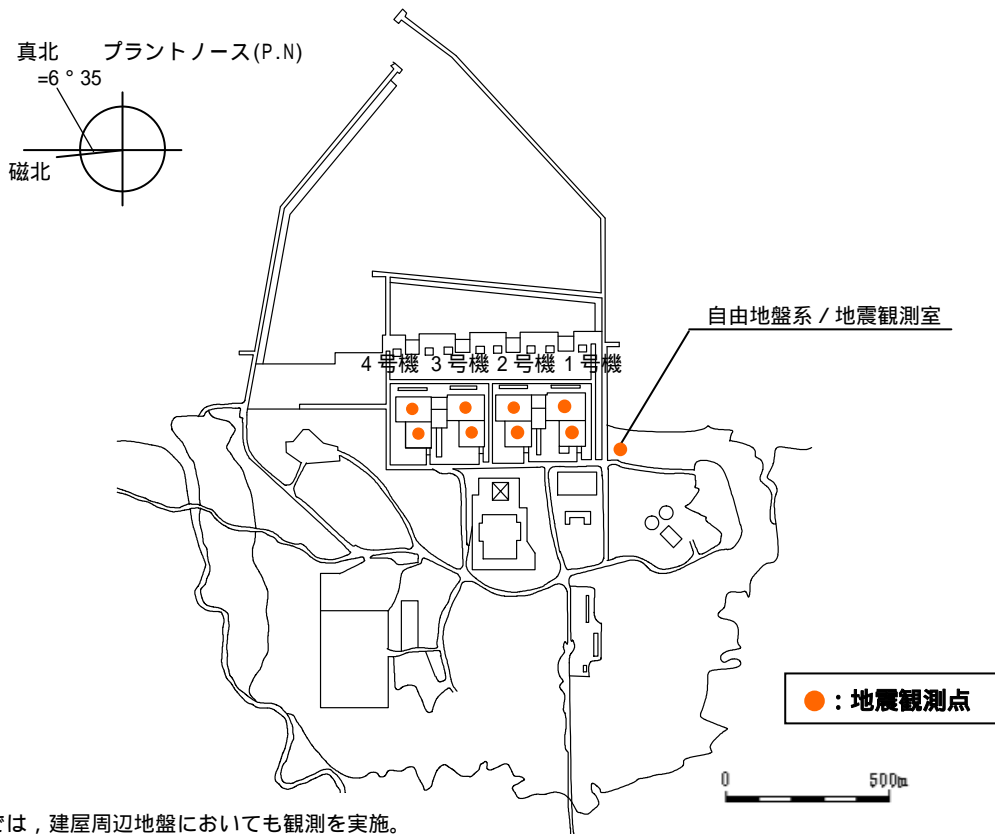 真北 プラントノース(P.N)
=6°35
磁北
自由地盤系/地震観測室
4号機 3号機 2号機 1号機
●:地震観測点
0 500m
では,建屋周辺地盤においても観測を実施。